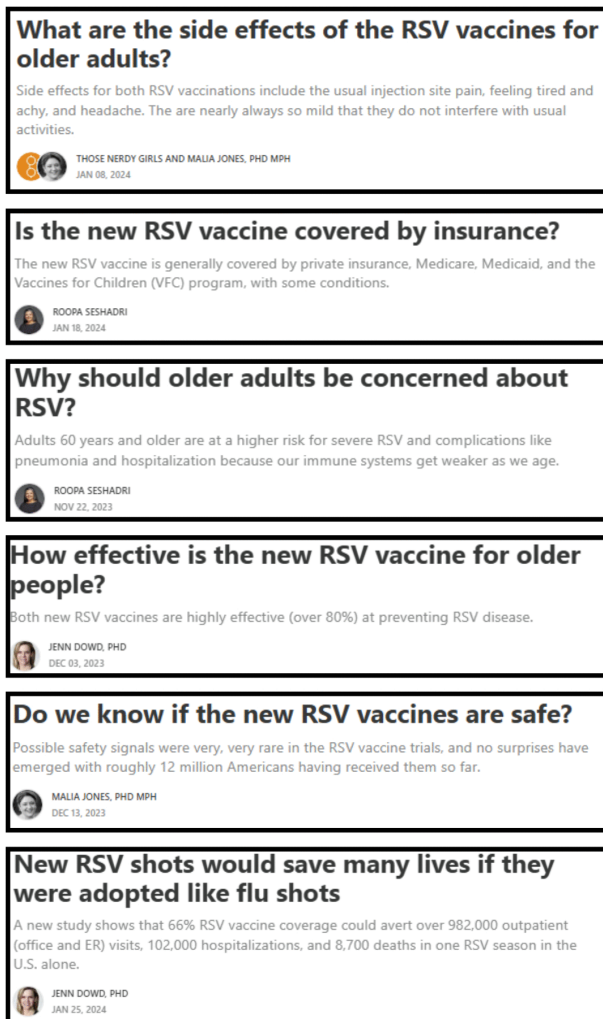 What are the side effects of the RSV vaccines for
older adults?
Side effects for both RSV vaccinations include the usual injection site pain, feeling tired and
achy, and headache. The are nearly always so mild that they do not interfere with usual
activities.
THOSE NERDY GIRLS AND MALIA JONES, PHD MPH
JAN 08, 2024
Is the new RSV vaccine covered by insurance?
The new RSV vaccine is generally covered by private insurance, Medicare, Medicaid, and the
Vaccines for Children (VFC) program, with some conditions.
ROOPA SESHADRI
JAN 18, 2024
Why should older adults be concerned about
RSV?
Adults 60 years and older are at a higher risk for severe RSV and complications like
pneumonia and hospitalization because our immune systems get weaker as we age.
ROOPA SESHADRI
NOV 22, 2023
How effective is the new RSV vaccine for older
people?
Both new RSV vaccines are highly effective (over 80%) at preventing RSV disease.
JENN DOWD, PHD
DEC 03, 2023
Do we know if the new RSV vaccines are safe?
Possible safety signals were very, very rare in the RSV vaccine trials, and no surprises have
emerged with roughly 12 million Americans having received them so far.
MALIA JONES, PHD MPH
DEC 13, 2023
New RSV shots would save many lives if they
were adopted like flu shots
A new study shows that 66% RSV vaccine coverage could avert over 982,000 outpatient
(office and ER) visits, 102,000 hospitalizations, and 8,700 deaths in one RSV season in the
U.S. alone.
JENN DOWD, PHD
JAN 25, 2024